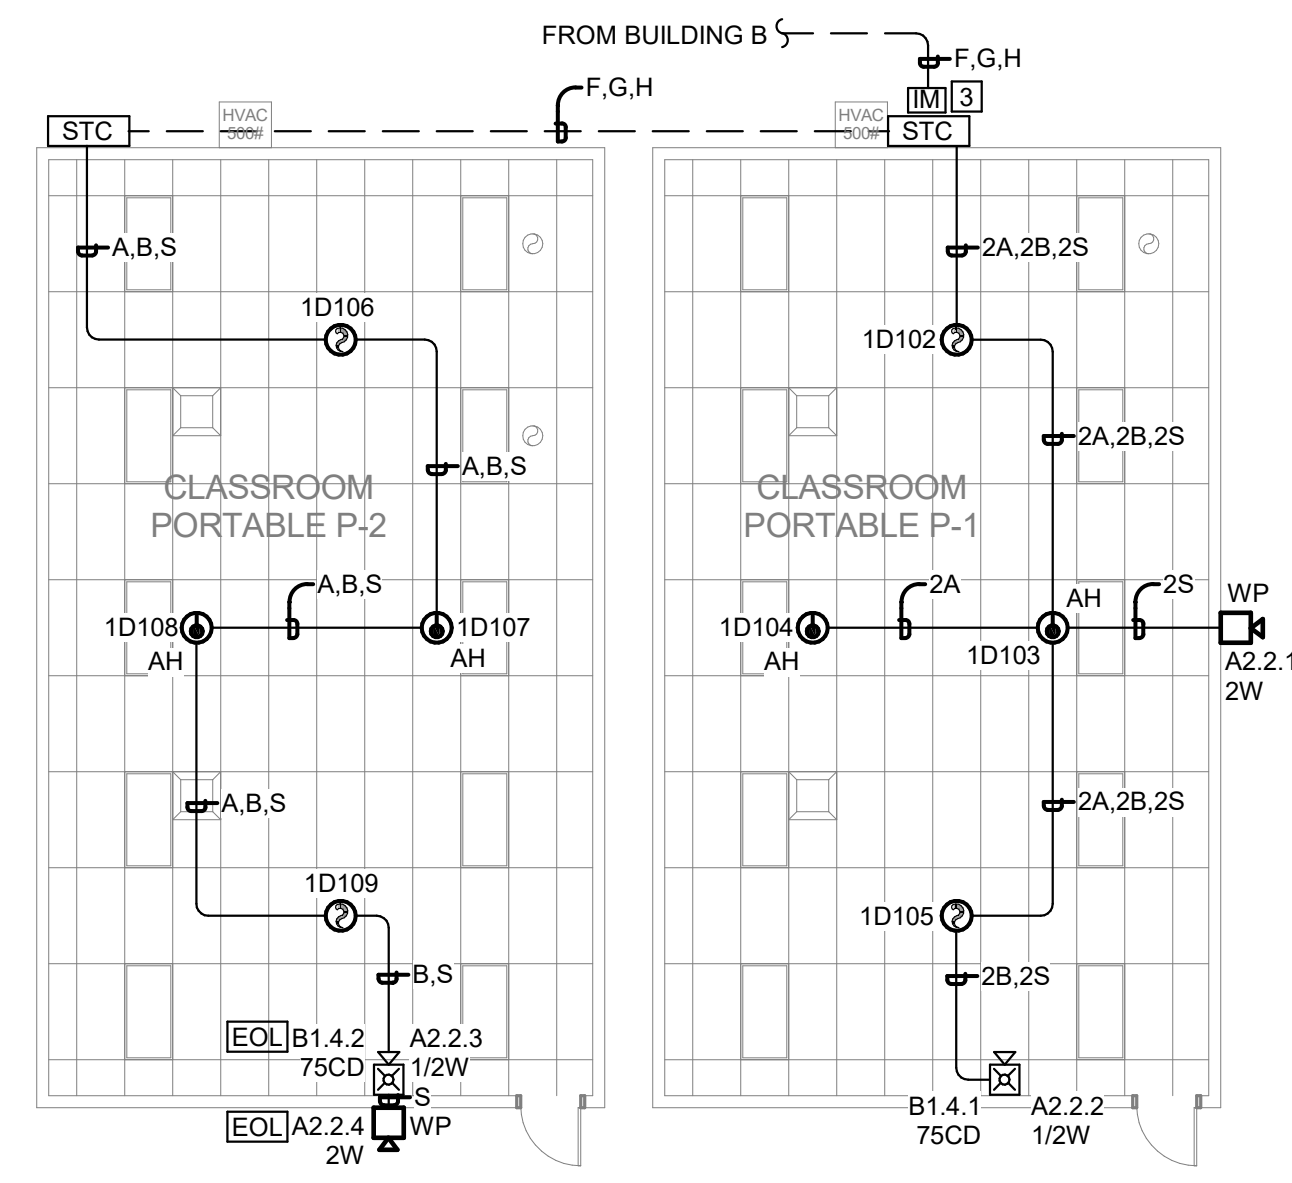 FROM BUILDING B
F,G,H
F,G,H
IM 3
HVAC
500#
HVAC
500#
STC
STC
A,B,S
2A,2B,2S
1D106
1D102
A,B,S
2A,2B,2S
CLASSROOM
PORTABLE P-2
CLASSROOM
PORTABLE P-1
A,B,S
2A
2S
AH
WP
1D108
1D107
1D104
1D103
AH
AH
AH
A2.2.1
2W
A,B,S
2A,2B,2S
1D109
1D105
B,S
2B,2S
EOL B1.4.2
75CD
A2.2.3
1/2W
S
EOL A2.2.4
2W
WP
B1.4.1
75CD
A2.2.2
1/2W